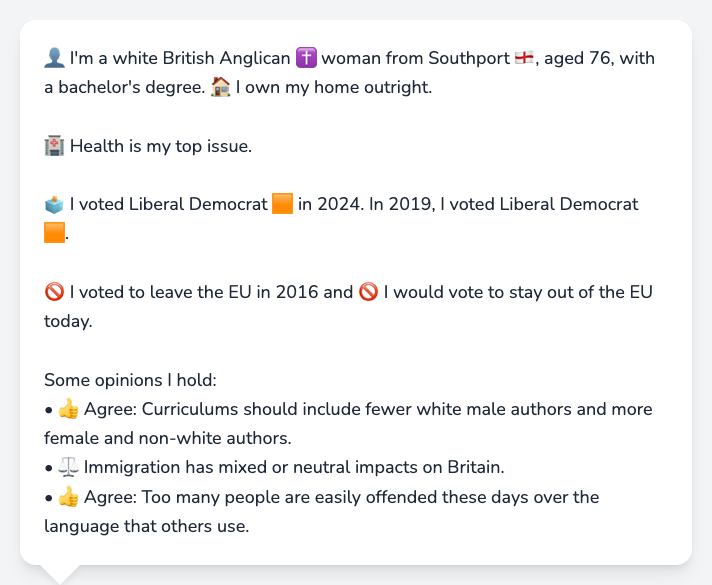 👤 I'm a white British Anglican ✝️ woman from Southport 🏴󠁧󠁢󠁥󠁮󠁧󠁿, aged 76, with
a bachelor's degree. 🏠 I own my home outright.
🏥 Health is my top issue.
🗳️ I voted Liberal Democrat 🟧 in 2024. In 2019, I voted Liberal Democrat
🟧.
🚫 I voted to leave the EU in 2016 and 🚫 I would vote to stay out of the EU
today.
Some opinions I hold:
• 👍 Agree: Curriculums should include fewer white male authors and more
female and non-white authors.
• ⚖️ Immigration has mixed or neutral impacts on Britain.
• 👍 Agree: Too many people are easily offended these days over the
language that others use.